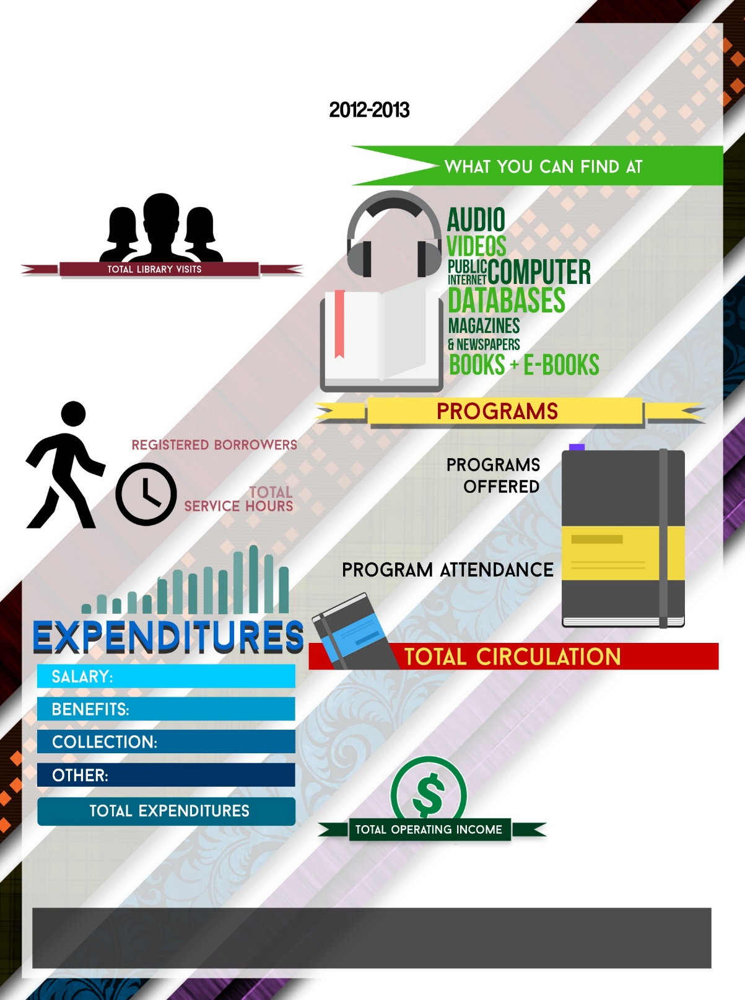 2012-2013
WHAT YOU CAN FIND AT
AUDIO
VIDEOS
PUBLIC INTERNET COMPUTER
DATABASES
MAGAZINES
& NEWSPAPERS
BOOKS + E-BOOKS
TOTAL LIBRARY VISITS
PROGRAMS
REGISTERED BORROWERS
TOTAL
SERVICE HOURS
PROGRAMS
OFFERED
PROGRAM ATTENDANCE
EXPENDITURES
SALARY:
BENEFITS:
COLLECTION:
OTHER:
TOTAL EXPENDITURES
TOTAL CIRCULATION
$
TOTAL OPERATING INCOME